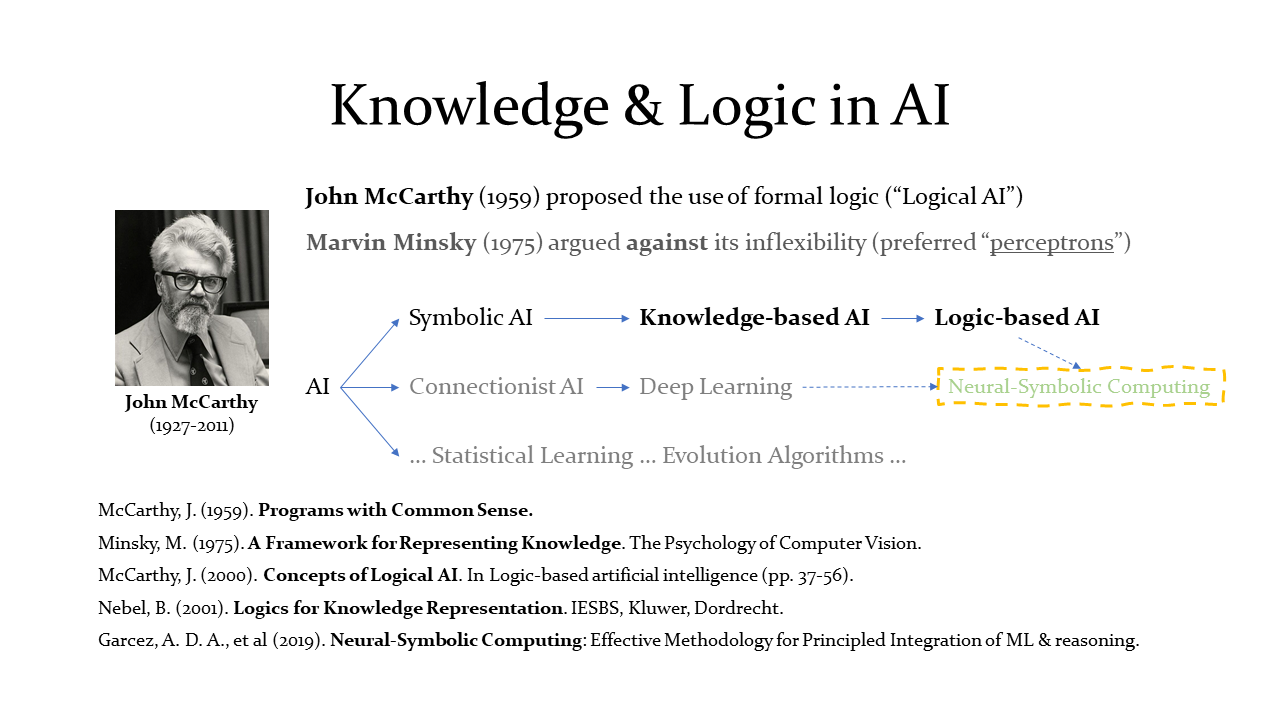 Knowledge & Logic in AI
John McCarthy (1959) proposed the use of formal logic (“Logical AI”)
Marvin Minsky (1975) argued against its inflexibility (preferred “perceptrons”)
John McCarthy
(1927-2011)
Symbolic AI
Knowledge-based AI
Logic-based AI
AI
Connectionist AI
Deep Learning
Neural-Symbolic Computing
... Statistical Learning ... Evolution Algorithms ...
McCarthy, J. (1959). Programs with Common Sense.
Minsky, M. (1975). A Framework for Representing Knowledge. The Psychology of Computer Vision.
McCarthy, J. (2000). Concepts of Logical AI. In Logic-based artificial intelligence (pp. 37-56).
Nebel, B. (2001). Logics for Knowledge Representation. IESBS, Kluwer, Dordrecht.
Garcez, A. D. A., et al (2019). Neural-Symbolic Computing: Effective Methodology for Principled Integration of ML & reasoning.